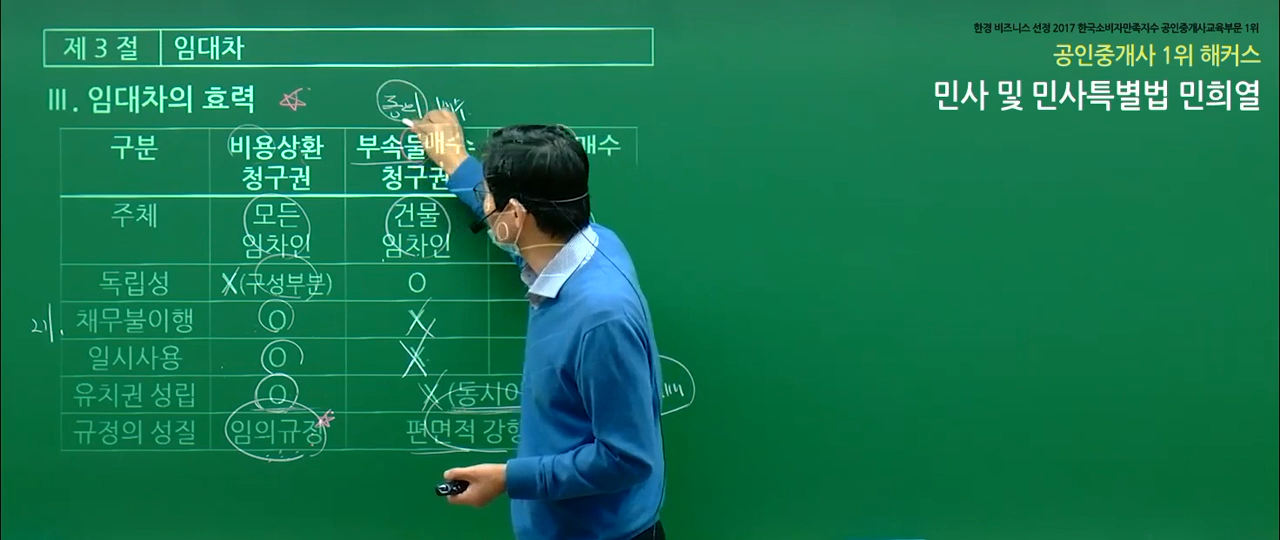 한경 비즈니스 선정 2017 한국소비자만족지수 공인중개사교육부문 1위
공인중개사 1위 해커스
민사 및 민사특별법 민희열
제 3 절 임대차
Ⅲ. 임대차의 효력
구분 비용상환 청구권 부속물매수 청구권 매수
주체 모든 임차인 건물 임차인
독립성 X(구성부분) O
채무불이행 O X
일시사용 O X
유치권 성립 O X (동시이
규정의 성질 임의규정 편면적 강행